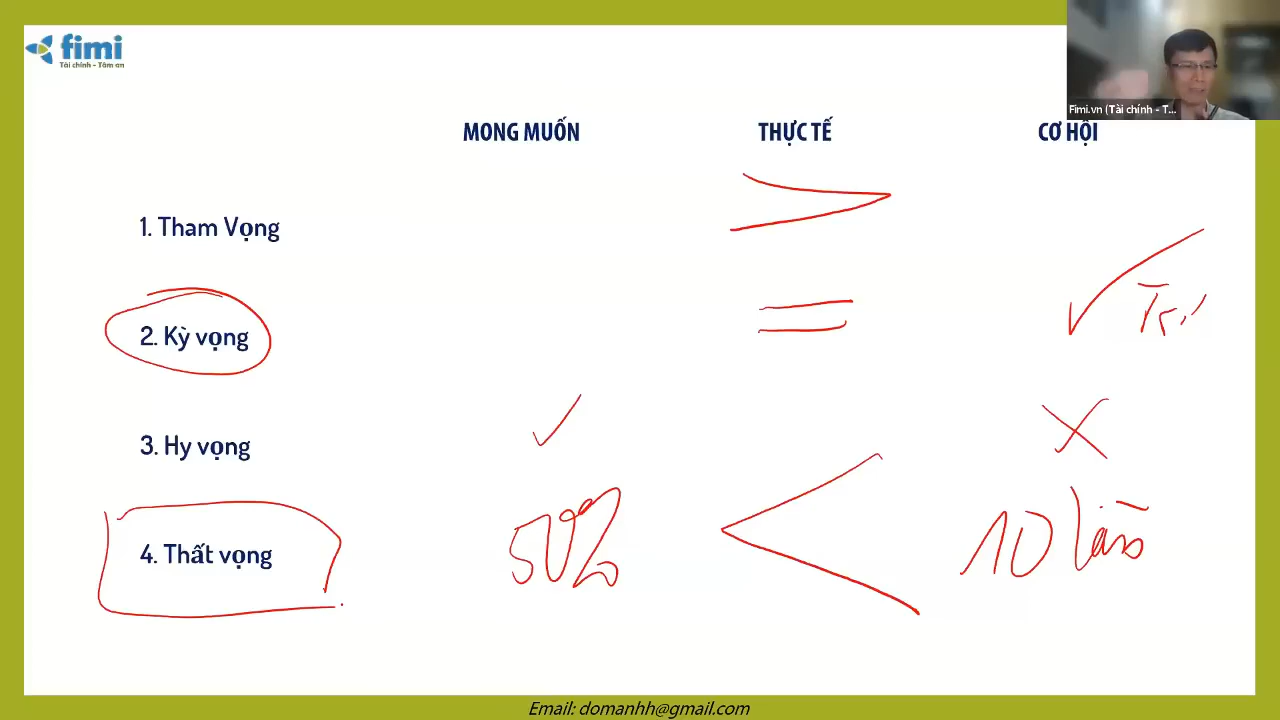 fimi
Tài chính - Tâm an
Fimi.vn (Tài chính - T...
MONG MUỐN THỰC TẾ CƠ HỘI
1. Tham Vọng
2. Kỳ vọng
3. Hy vọng
4. Thất vọng
50% 10 lần
Email: domanhh@gmail.com